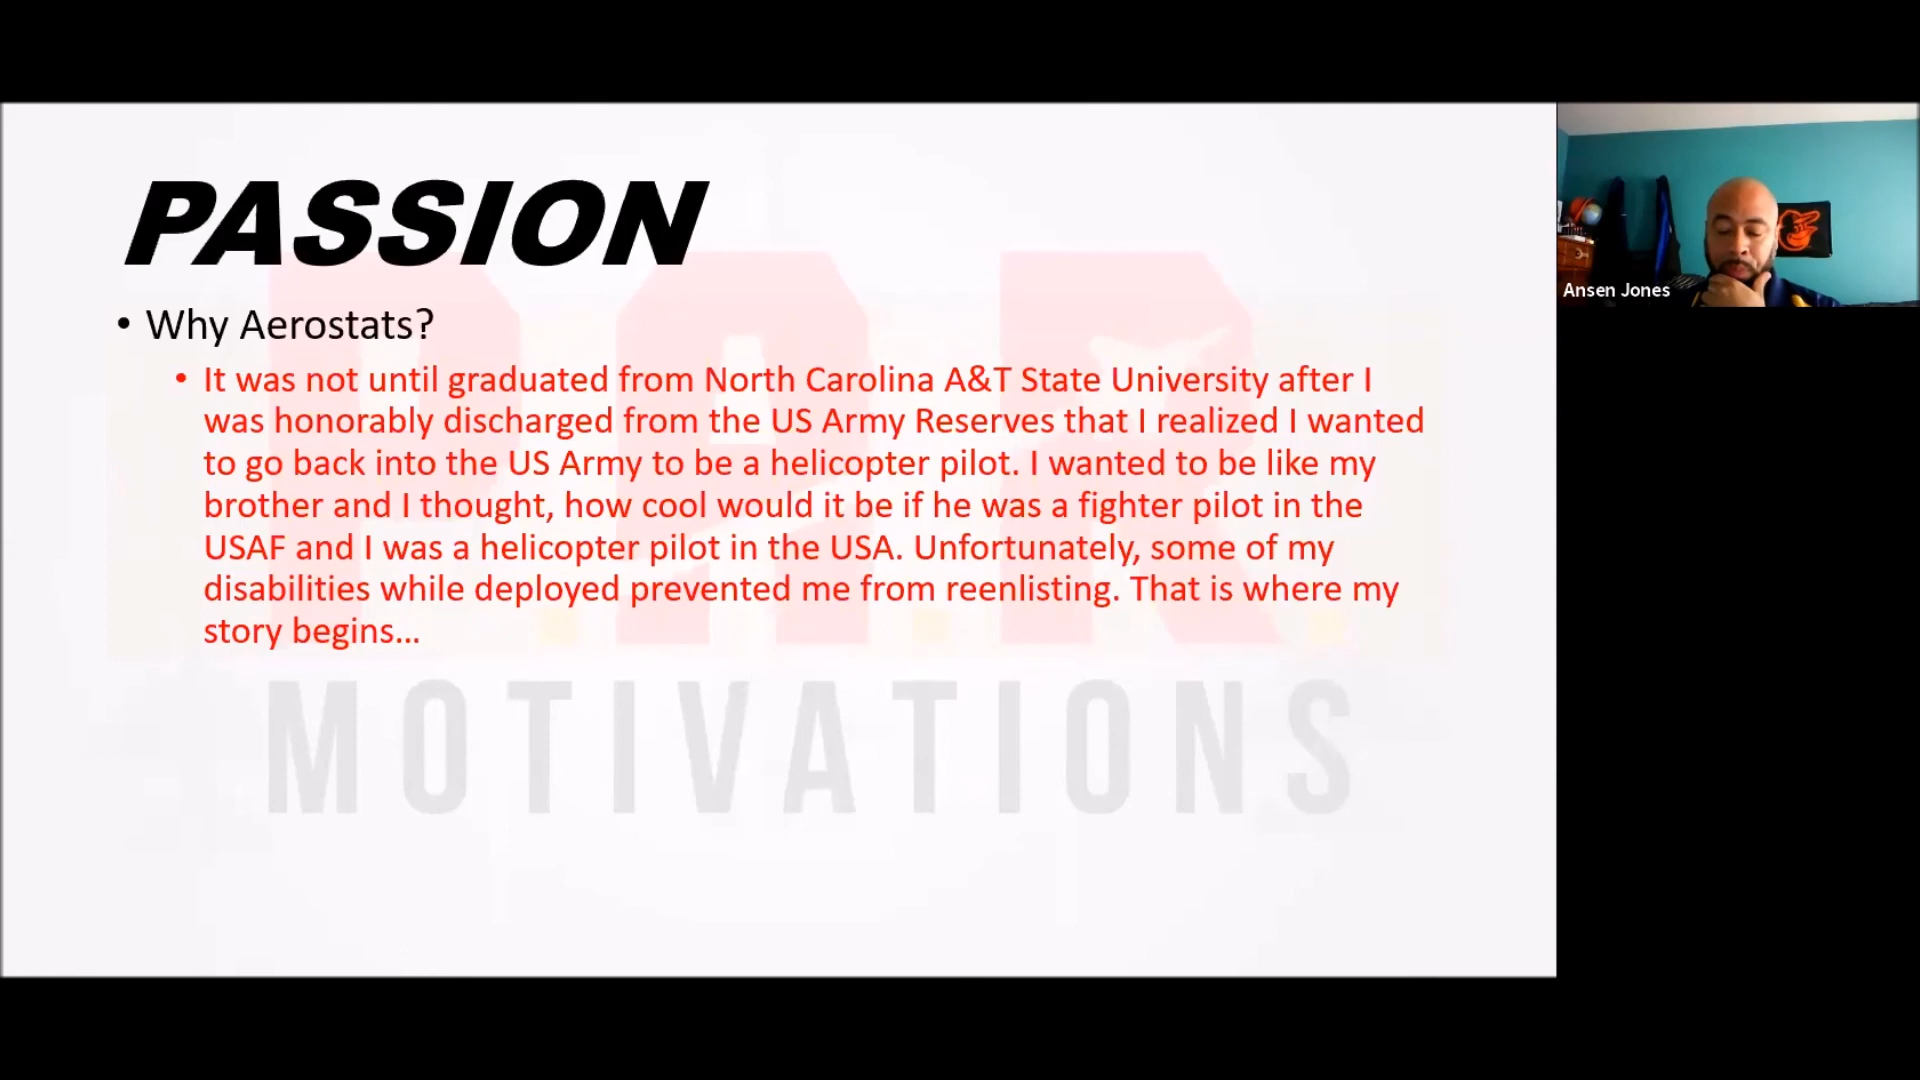 PASSION
• Why Aerostats?
• It was not until graduated from North Carolina A&T State University after I
was honorably discharged from the US Army Reserves that I realized I wanted
to go back into the US Army to be a helicopter pilot. I wanted to be like my
brother and I thought, how cool would it be if he was a fighter pilot in the
USAF and I was a helicopter pilot in the USA. Unfortunately, some of my
disabilities while deployed prevented me from reenlisting. That is where my
story begins...
P.A.R.
MOTIVATIONS
Ansen Jones